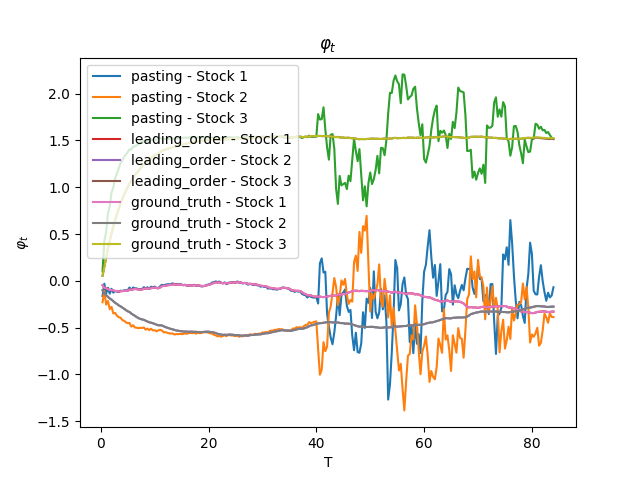 φt
pasting - Stock 1
pasting - Stock 2
pasting - Stock 3
leading_order - Stock 1
leading_order - Stock 2
leading_order - Stock 3
ground_truth - Stock 1
ground_truth - Stock 2
ground_truth - Stock 3
2.0
1.5
1.0
0.5
0.0
−0.5
−1.0
−1.5
φt
0 20 40 60 80
T